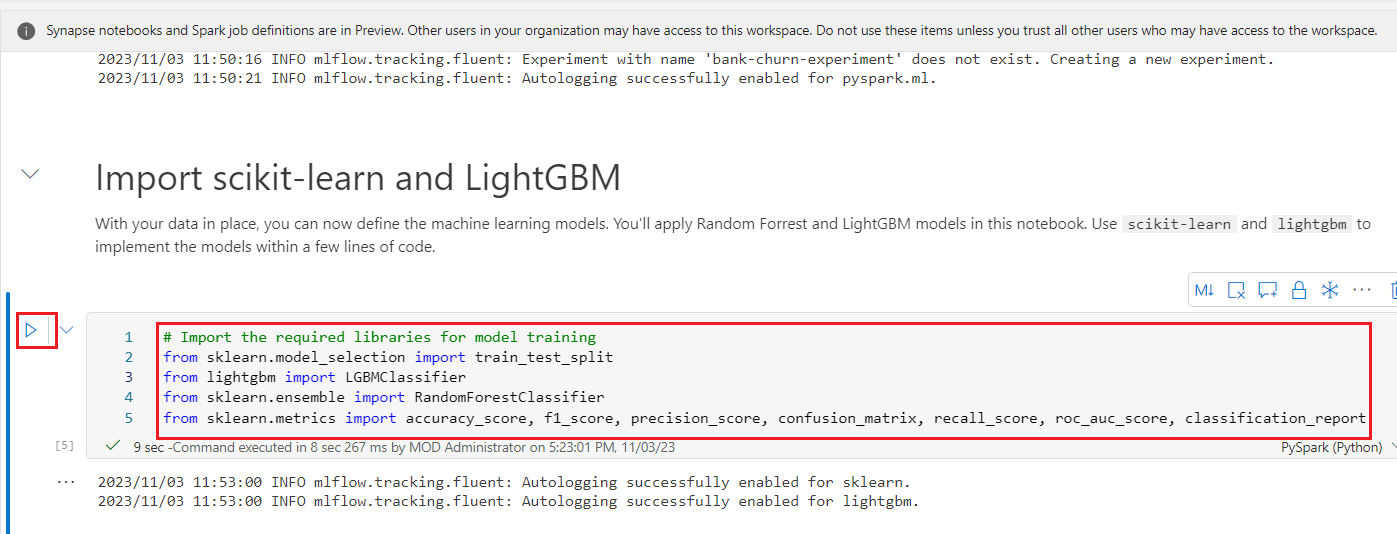 Synapse notebooks and Spark job definitions are in Preview. Other users in your organization may have access to this workspace. Do not use these items unless you trust all other users who may have access to the workspace.
2023/11/03 11:50:16 INFO mlflow.tracking.fluent: Experiment with name 'bank-churn-experiment' does not exist. Creating a new experiment.
2023/11/03 11:50:21 INFO mlflow.tracking.fluent: Autologging successfully enabled for pyspark.ml.
Import scikit-learn and LightGBM
With your data in place, you can now define the machine learning models. You'll apply Random Forrest and LightGBM models in this notebook. Use scikit-learn and lightgbm to
implement the models within a few lines of code.
M↓
1 # Import the required libraries for model training
2 from sklearn.model_selection import train_test_split
3 from lightgbm import LGBMClassifier
4 from sklearn.ensemble import RandomForestClassifier
5 from sklearn.metrics import accuracy_score, f1_score, precision_score, confusion_matrix, recall_score, roc_auc_score, classification_report
[5] 9 sec -Command executed in 8 sec 267 ms by MOD Administrator on 5:23:01 PM, 11/03/23 PySpark (Python)
2023/11/03 11:53:00 INFO mlflow.tracking.fluent: Autologging successfully enabled for sklearn.
2023/11/03 11:53:00 INFO mlflow.tracking.fluent: Autologging successfully enabled for lightgbm.